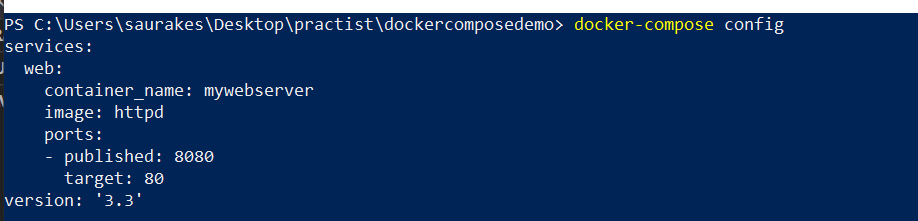 PS C:\Users\saurakes\Desktop\practist\dockercomposedemo> docker-compose config
services:
  web:
    container_name: mywebserver
    image: httpd
    ports:
    - published: 8080
      target: 80
version: '3.3'